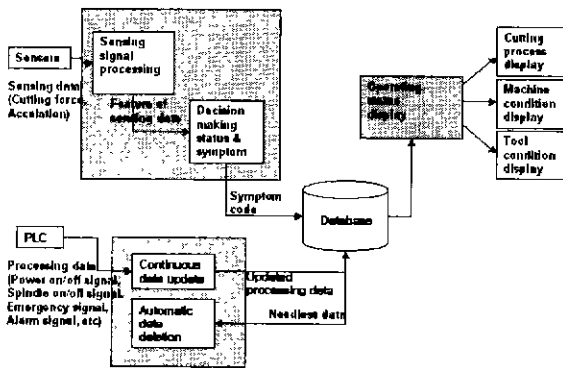 Sensors
Sensing data
(Cutting force,
Accelation)
Sensing
signal
processing
Feature of
sensing data
Decision
making
status &
symptom
Symptom
code
Operating
status
display
Cutting
process
display
Machine
condition
display
Tool
condition
display
Database
PLC
Processing data
(Power on/off signal,
Spindle on/off signal,
Emergency signal,
Alarm signal, etc)
Continuous
data update
Automatic
data
deletion
Updated
processing data
Needless data